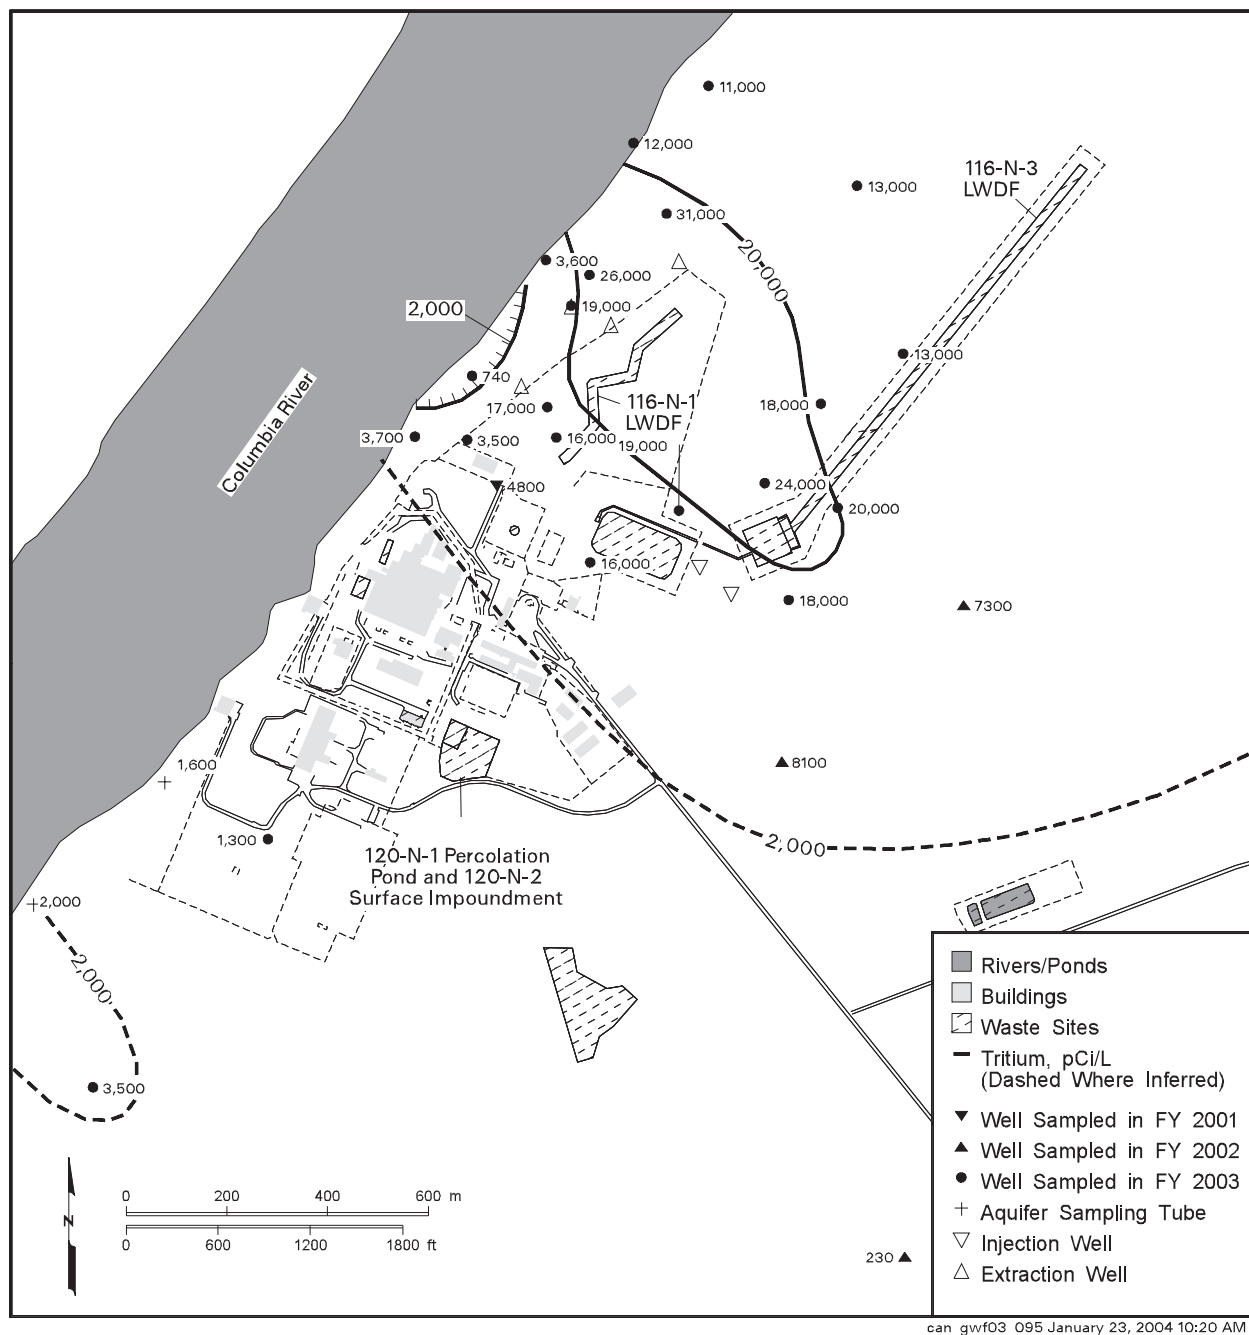 11,000
12,000
116-N-3
LWDF
13,000
31,000
20,000
3,600
26,000
2,000
19,000
13,000
740
Columbia River
116-N-1
LWDF
17,000
18,000
3,700
3,500
16,000
19,000
4800
24,000
20,000
16,000
18,000
7300
1,600
8100
1,300
2,000
120-N-1 Percolation
Pond and 120-N-2
Surface Impoundment
2,000
2,000
3,500
Rivers/Ponds
Buildings
Waste Sites
Tritium, pCi/L
(Dashed Where Inferred)
Well Sampled in FY 2001
Well Sampled in FY 2002
Well Sampled in FY 2003
Aquifer Sampling Tube
Injection Well
Extraction Well
N
0 200 400 600 m
0 600 1200 1800 ft
230
can_gwf03_095 January 23, 2004 10:20 AM